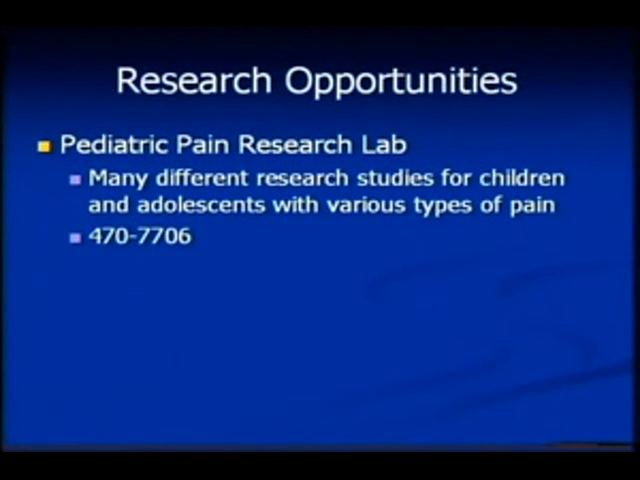 Research Opportunities
Pediatric Pain Research Lab
Many different research studies for children
and adolescents with various types of pain
470-7706